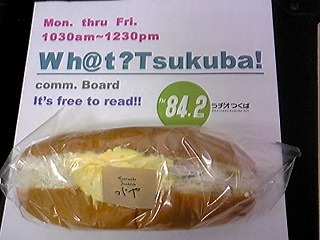 Mon. thru Fri.
1030am~1230pm
Wh@t?Tsukuba!
comm. Board
It's free to read!!
FM 84.2
ラヂオつくば